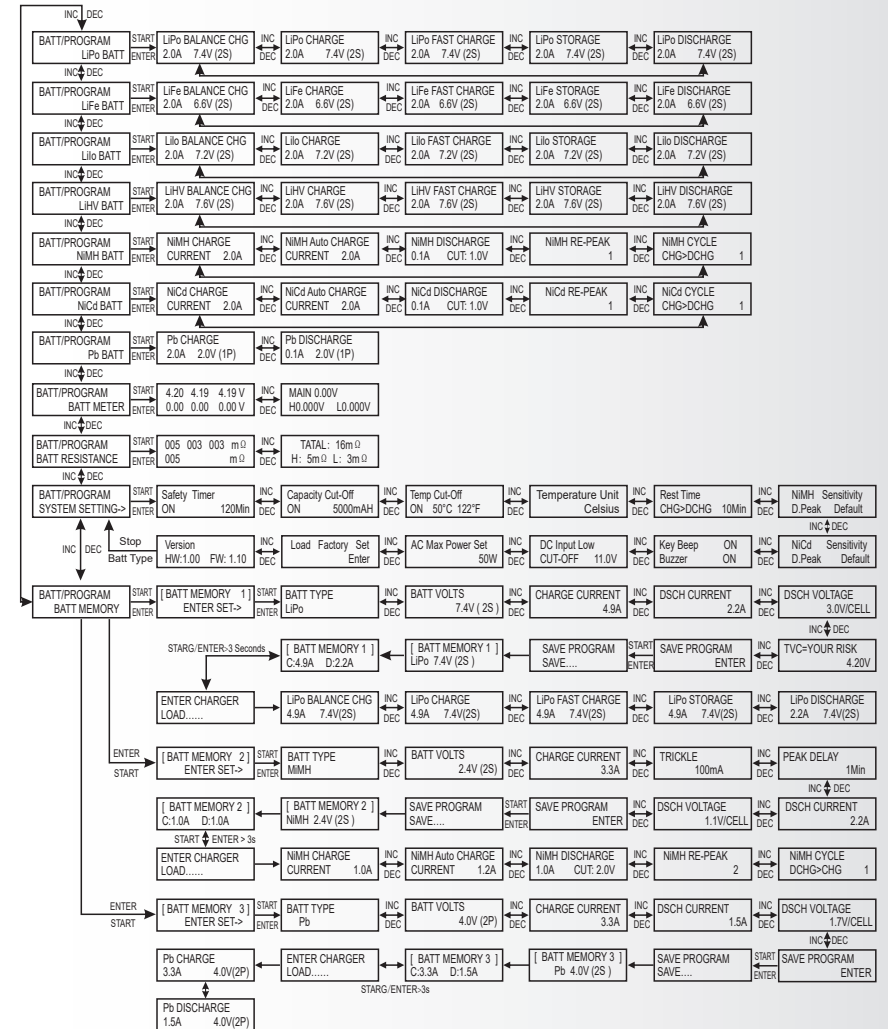 INC DEC
BATT/PROGRAM START LiPo BALANCE CHG INC LiPo CHARGE INC LiPo FAST CHARGE INC LiPo STORAGE INC LiPo DISCHARGE
LiPo BATT ENTER 2.0A 7.4V (2S) DEC 2.0A 7.4V (2S) DEC 2.0A 7.4V (2S) DEC 2.0A 7.4V (2S) DEC 2.0A 7.4V (2S)
INC DEC
BATT/PROGRAM START LiFe BALANCE CHG INC LiFe CHARGE INC LiFe FAST CHARGE INC LiFe STORAGE INC LiFe DISCHARGE
LiFe BATT ENTER 2.0A 6.6V (2S) DEC 2.0A 6.6V (2S) DEC 2.0A 6.6V (2S) DEC 2.0A 6.6V (2S) DEC 2.0A 6.6V (2S)
INC DEC
BATT/PROGRAM START LiIo BALANCE CHG INC LiIo CHARGE INC LiIo FAST CHARGE INC LiIo STORAGE INC LiIo DISCHARGE
LiIo BATT ENTER 2.0A 7.2V (2S) DEC 2.0A 7.2V (2S) DEC 2.0A 7.2V (2S) DEC 2.0A 7.2V (2S) DEC 2.0A 7.2V (2S)
INC DEC
BATT/PROGRAM START LiHV BALANCE CHG INC LiHV CHARGE INC LiHV FAST CHARGE INC LiHV STORAGE INC LiHV DISCHARGE
LiHV BATT ENTER 2.0A 7.6V (2S) DEC 2.0A 7.6V (2S) DEC 2.0A 7.6V (2S) DEC 2.0A 7.6V (2S) DEC 2.0A 7.6V (2S)
INC DEC
BATT/PROGRAM START NiMH CHARGE INC NiMH Auto CHARGE INC NiMH DISCHARGE INC NiMH RE-PEAK INC NiMH CYCLE
NiMH BATT ENTER CURRENT 2.0A DEC CURRENT 2.0A DEC 0.1A CUT: 1.0V DEC 1 DEC CHG>DCHG 1
INC DEC
BATT/PROGRAM START NiCd CHARGE INC NiCd Auto CHARGE INC NiCd DISCHARGE INC NiCd RE-PEAK INC NiCd CYCLE
NiCd BATT ENTER CURRENT 2.0A DEC CURRENT 2.0A DEC 0.1A CUT: 1.0V DEC 1 DEC CHG>DCHG 1
INC DEC
BATT/PROGRAM START Pb CHARGE INC Pb DISCHARGE
Pb BATT ENTER 2.0A 2.0V (1P) DEC 0.1A 2.0V (1P)
INC DEC
BATT/PROGRAM START 4.20 4.19 4.19 V INC MAIN 0.00V
BATT METER ENTER 0.00 0.00 0.00 V DEC H0.000V L0.000V
INC DEC
BATT/PROGRAM START 005 003 003 mΩ INC TATAL: 16mΩ
BATT RESISTANCE ENTER 005 mΩ DEC H: 5mΩ L: 3mΩ
INC DEC
BATT/PROGRAM START Safety Timer INC Capacity Cut-Off INC Temp Cut-Off INC Temperature Unit INC Rest Time INC NiMH Sensitivity
SYSTEM SETTING-> ENTER ON 120Min DEC ON 5000mAH DEC ON 50°C 122°F DEC Celsius DEC CHG>DCHG 10Min DEC D.Peak Default
INC DEC
INC DEC Stop Version INC Load Factory Set INC AC Max Power Set INC DC Input Low INC Key Beep ON INC NiCd Sensitivity
Batt Type HW:1.00 FW: 1.10 DEC Enter DEC 50W DEC CUT-OFF 11.0V DEC Buzzer ON DEC D.Peak Default
BATT/PROGRAM START [ BATT MEMORY 1 ] START BATT TYPE INC BATT VOLTS INC CHARGE CURRENT INC DSCH CURRENT INC DSCH VOLTAGE
BATT MEMORY ENTER ENTER SET-> ENTER LiPo DEC 7.4V ( 2S ) DEC 4.9A DEC 2.2A DEC 3.0V/CELL
INC DEC
STARG/ENTER>3 Seconds [ BATT MEMORY 1 ] [ BATT MEMORY 1 ] SAVE PROGRAM START SAVE PROGRAM INC TVC=YOUR RISK
C:4.9A D:2.2A LiPo 7.4V (2S ) SAVE.... ENTER ENTER DEC 4.20V
ENTER CHARGER LiPo BALANCE CHG INC LiPo CHARGE INC LiPo FAST CHARGE INC LiPo STORAGE INC LiPo DISCHARGE
LOAD...... 4.9A 7.4V(2S) DEC 4.9A 7.4V(2S) DEC 4.9A 7.4V(2S) DEC 4.9A 7.4V(2S) DEC 2.2A 7.4V(2S)
ENTER [ BATT MEMORY 2 ] START BATT TYPE INC BATT VOLTS INC CHARGE CURRENT INC TRICKLE INC PEAK DELAY
START ENTER SET-> ENTER MiMH DEC 2.4V (2S) DEC 3.3A DEC 100mA DEC 1Min
INC DEC
[ BATT MEMORY 2 ] [ BATT MEMORY 2 ] SAVE PROGRAM START SAVE PROGRAM INC DSCH VOLTAGE INC DSCH CURRENT
C:1.0A D:1.0A NiMH 2.4V (2S ) SAVE.... ENTER ENTER DEC 1.1V/CELL DEC 2.2A
START ENTER > 3s
ENTER CHARGER NiMH CHARGE INC NiMH Auto CHARGE INC NiMH DISCHARGE INC NiMH RE-PEAK INC NiMH CYCLE
LOAD...... CURRENT 1.0A DEC CURRENT 1.2A DEC 1.0A CUT: 2.0V DEC 2 DEC DCHG>CHG 1
ENTER [ BATT MEMORY 3 ] START BATT TYPE INC BATT VOLTS INC CHARGE CURRENT INC DSCH CURRENT INC DSCH VOLTAGE
START ENTER SET-> ENTER Pb DEC 4.0V (2P) DEC 3.3A DEC 1.5A DEC 1.7V/CELL
INC DEC
Pb CHARGE ENTER CHARGER [ BATT MEMORY 3 ] [ BATT MEMORY 3 ] SAVE PROGRAM START SAVE PROGRAM
3.3A 4.0V(2P) LOAD...... C:3.3A D:1.5A Pb 4.0V (2S ) SAVE.... ENTER ENTER
STARG/ENTER>3s
Pb DISCHARGE
1.5A 4.0V(2P)